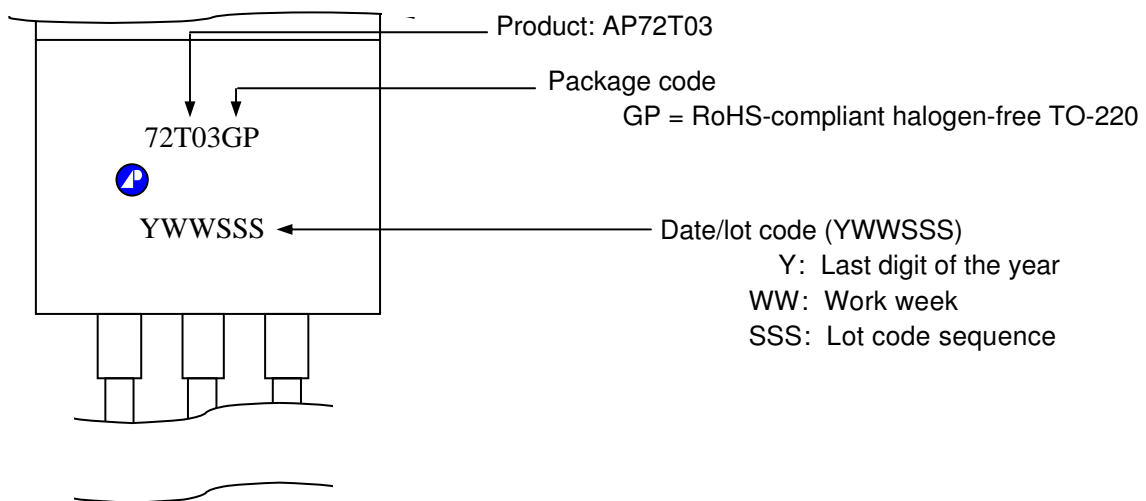 Product: AP72T03
Package code
GP = RoHS-compliant halogen-free TO-220
72T03GP
YWWSSS
Date/lot code (YWWSSS)
Y: Last digit of the year
WW: Work week
SSS: Lot code sequence